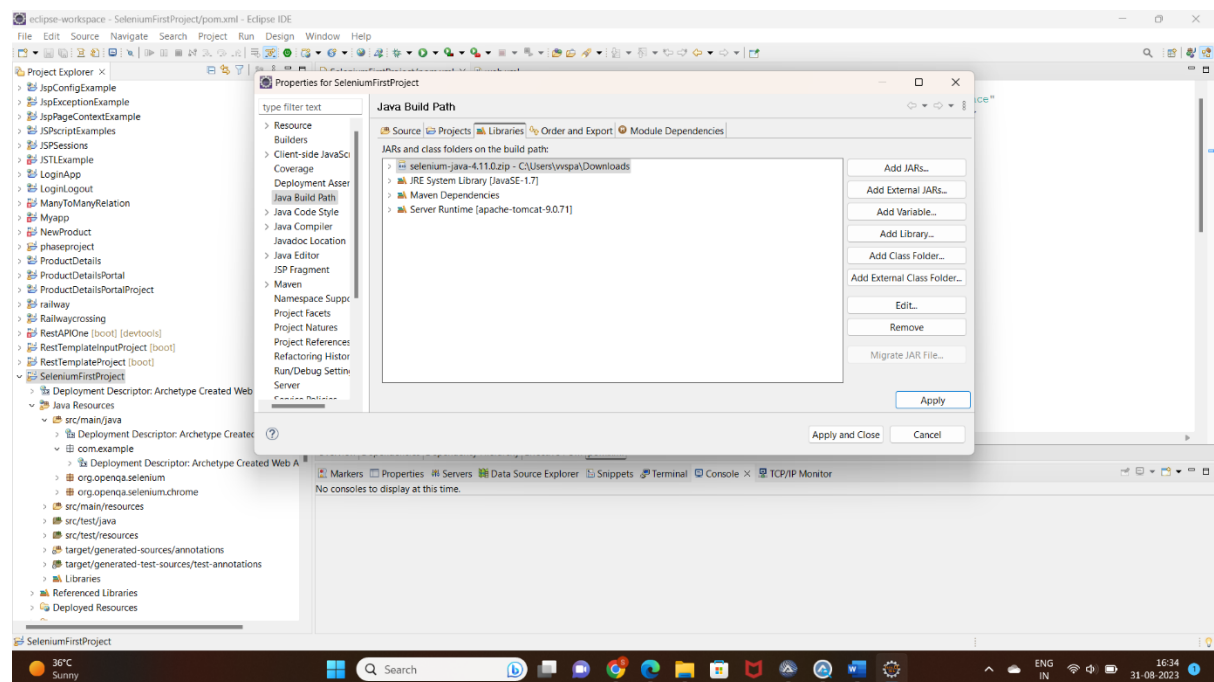 eclipse-workspace - SeleniumFirstProject/pom.xml - Eclipse IDE
File Edit Source Navigate Search Project Run Design Window Help
Project Explorer
JspConfigExample
JspExceptionExample
JspPageContextExample
JSPscriptExamples
JSPSessions
JSTLExample
LoginApp
LoginLogout
ManyToManyRelation
Myapp
NewProduct
phaseproject
ProductDetails
ProductDetailsPortal
ProductDetailsPortalProject
railway
Railwaycrossing
RestAPIOne [boot] [devtools]
RestTemplateInputProject [boot]
RestTemplateProject [boot]
SeleniumFirstProject
Deployment Descriptor: Archetype Created Web
Java Resources
src/main/java
Deployment Descriptor: Archetype Created
com.example
Deployment Descriptor: Archetype Created Web A
org.openqa.selenium
org.openqa.selenium.chrome
src/main/resources
src/test/java
src/test/resources
target/generated-sources/annotations
target/generated-test-sources/test-annotations
Libraries
Referenced Libraries
Deployed Resources
Properties for SeleniumFirstProject
type filter text
Resource
Builders
Client-side JavaScr
Coverage
Deployment Asser
Java Build Path
Java Code Style
Java Compiler
Javadoc Location
Java Editor
JSP Fragment
Maven
Namespace Suppo
Project Facets
Project Natures
Project References
Refactoring Histor
Run/Debug Settin
Server
Java Build Path
Source Projects Libraries Order and Export Module Dependencies
JARs and class folders on the build path:
selenium-java-4.11.0.zip - C:\Users\vvspa\Downloads
JRE System Library [JavaSE-1.7]
Maven Dependencies
Server Runtime [apache-tomcat-9.0.71]
Add JARs...
Add External JARs...
Add Variable...
Add Library...
Add Class Folder...
Add External Class Folder...
Edit...
Remove
Migrate JAR File...
Apply
Apply and Close Cancel
ce"
Markers Properties Servers Data Source Explorer Snippets Terminal Console TCP/IP Monitor
No consoles to display at this time.
SeleniumFirstProject
36°C
Sunny
Search
ENG
IN
16:34
31-08-2023
1